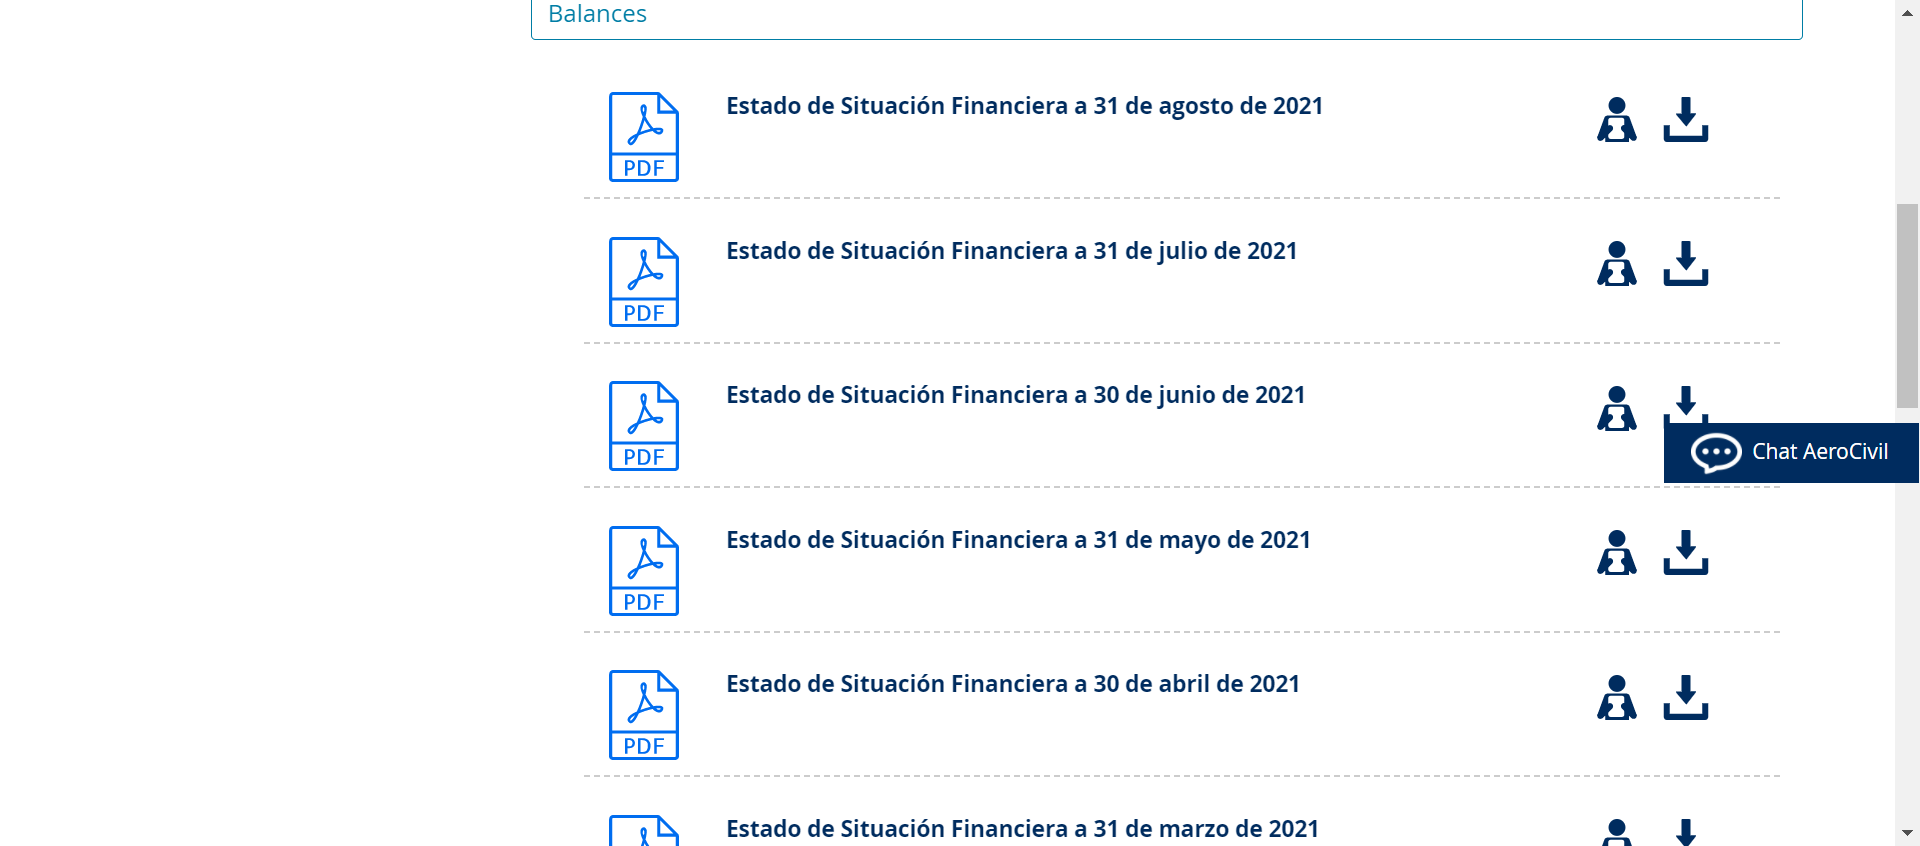 Balances
Estado de Situación Financiera a 31 de agosto de 2021
PDF
Estado de Situación Financiera a 31 de julio de 2021
PDF
Estado de Situación Financiera a 30 de junio de 2021
PDF
Chat AeroCivil
Estado de Situación Financiera a 31 de mayo de 2021
PDF
Estado de Situación Financiera a 30 de abril de 2021
PDF
Estado de Situación Financiera a 31 de marzo de 2021